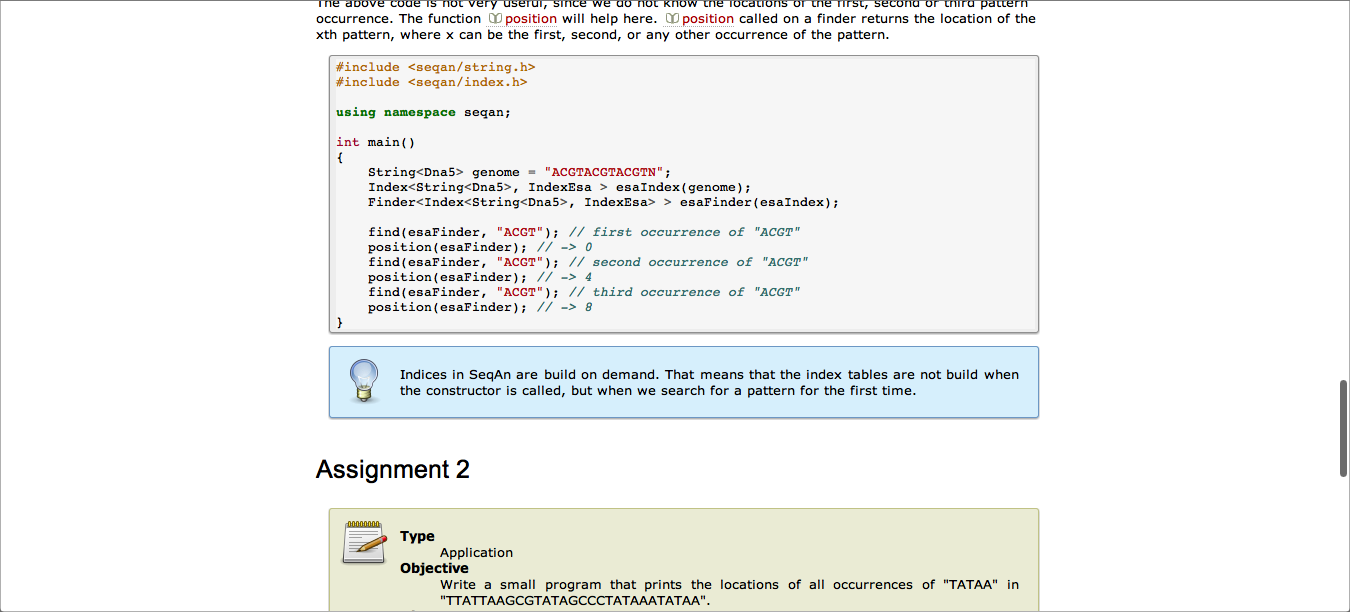 The above code is not very useful, since we do not know the locations of the first, second or third pattern
occurrence. The function position will help here. position called on a finder returns the location of the
xth pattern, where x can be the first, second, or any other occurrence of the pattern.
#include <seqan/string.h>
#include <seqan/index.h>
using namespace seqan;
int main()
{
String<Dna5> genome = "ACGTACGTACGTN";
Index<String<Dna5>, IndexEsa > esaIndex(genome);
Finder<Index<String<Dna5>, IndexEsa> > esaFinder(esaIndex);
find(esaFinder, "ACGT"); // first occurrence of "ACGT"
position(esaFinder); // -> 0
find(esaFinder, "ACGT"); // second occurrence of "ACGT"
position(esaFinder); // -> 4
find(esaFinder, "ACGT"); // third occurrence of "ACGT"
position(esaFinder); // -> 8
}
Indices in SeqAn are build on demand. That means that the index tables are not build when
the constructor is called, but when we search for a pattern for the first time.
Assignment 2
Type
Application
Objective
Write a small program that prints the locations of all occurrences of "TATAA" in
"TTATTAAGCGTATAGCCCTATAAATATAA".